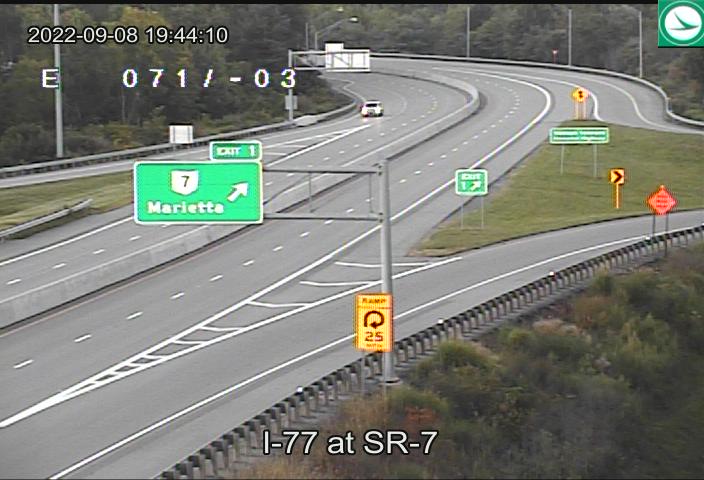 2022-09-08 19:44:10
E 071/-03
EXIT 1
7
Marietta
EXIT
1
RAMP
25
I-77 at SR-7